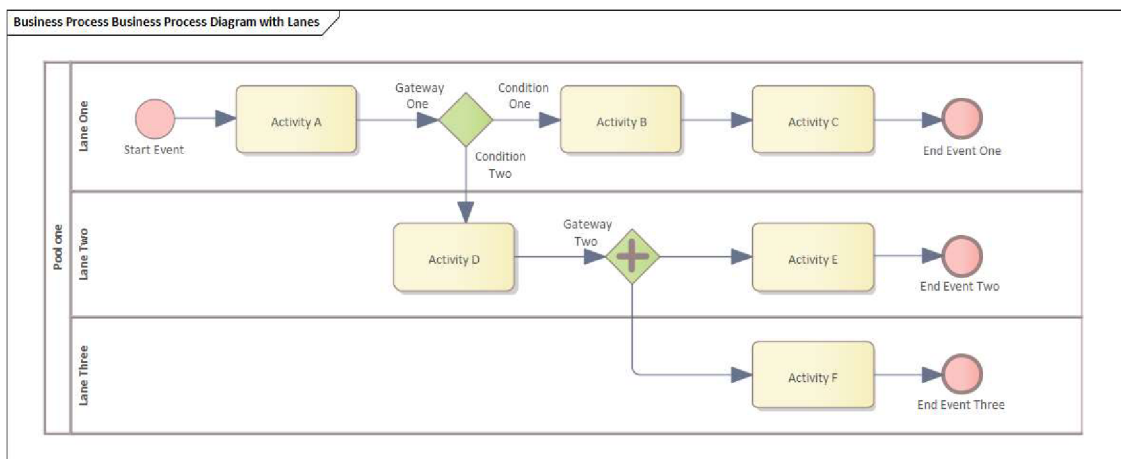 Business Process Business Process Diagram with Lanes
Pool one
Lane One
Start Event
Activity A
Gateway
One
Condition
One
Condition
Two
Activity B
Activity C
End Event One
Lane Two
Activity D
Gateway
Two
Activity E
End Event Two
Lane Three
Activity F
End Event Three